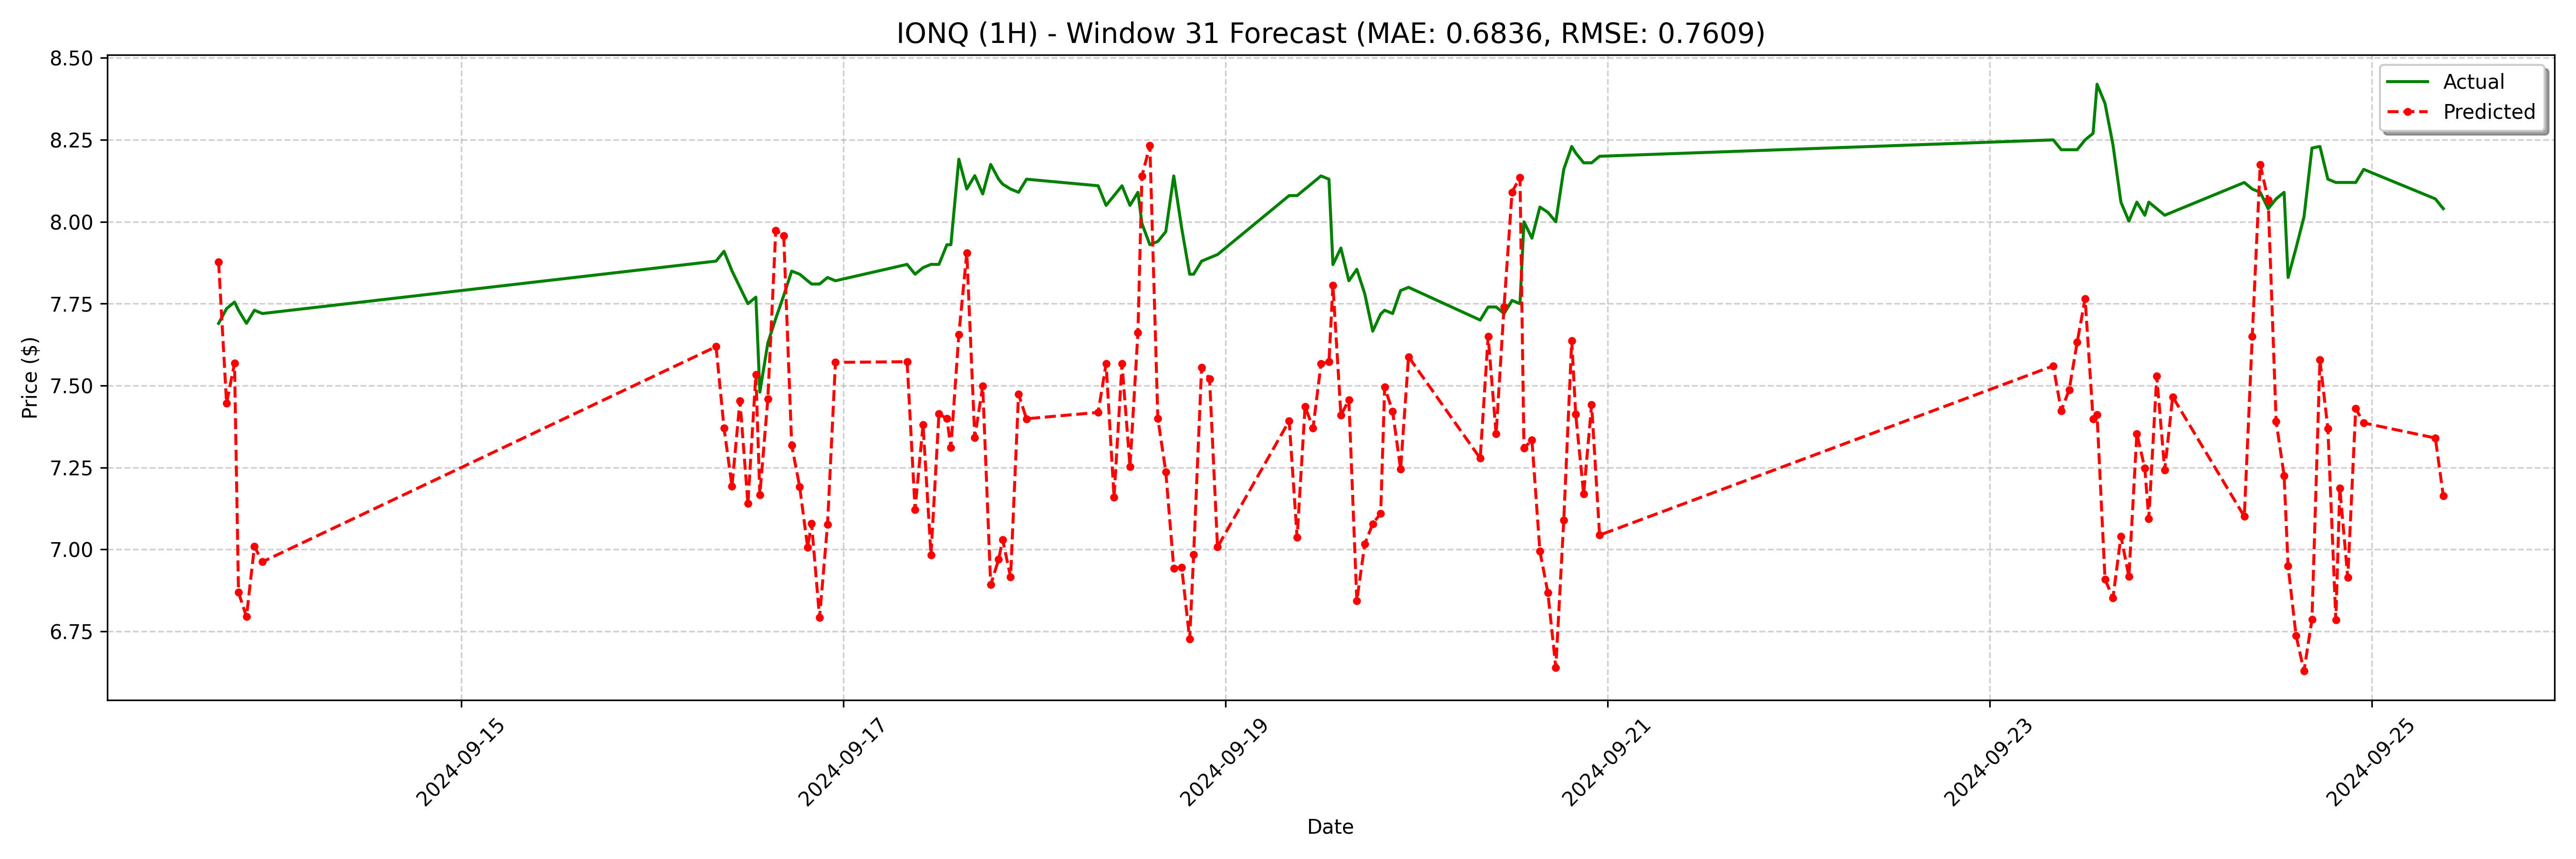 IONQ (1H) - Window 31 Forecast (MAE: 0.6836, RMSE: 0.7609)
Actual
Predicted
Price ($)
8.50
8.25
8.00
7.75
7.50
7.25
7.00
6.75
2024-09-15
2024-09-17
2024-09-19
2024-09-21
2024-09-23
2024-09-25
Date